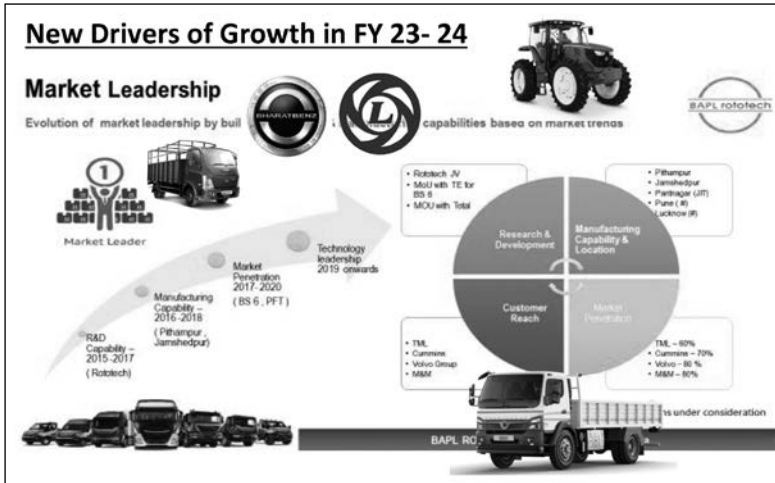 New Drivers of Growth in FY 23- 24
Market Leadership
BHARATBENZ
L
BAPL rototech
Evolution of market leadership by buil capabilities based on market trends
1
Market Leader
R&D
Capability –
2015-2017
( Rototech)
Manufacturing
Capability –
2016-2018
( Pithampur ,
Jamshedpur)
Market
Penetration
2017- 2020
( BS 6 , PFT)
Technology
leadership
2019 onwards
• Rototech JV
• MoU with TE for
BS 6
• MOU with Total
• Pithampur
• Jamshedpur
• Pantnagar (JIT)
• Pune ( #)
Lucknow (#)
Research &
Development
Manufacturing
Capability &
Location
Customer
Reach
Market
Penetration
• TML
• Cummins
• Volvo Group
• M&M
• TML – 60%
• Cummins – 70%
• Volvo – 80 %
• M&M – 80%
ns under consideration
BAPL RO